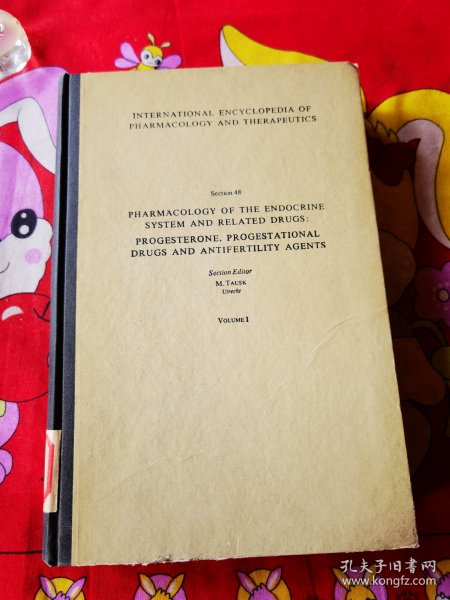 INTERNATIONAL ENCYCLOPEDIA OF
PHARMACOLOGY AND THERAPEUTICS
Section 48
PHARMACOLOGY OF THE ENDOCRINE
SYSTEM AND RELATED DRUGS:
PROGESTERONE, PROGESTATIONAL
DRUGS AND ANTIFERTILITY AGENTS
Section Editor
M. TAUSK
Utrecht
VOLUME I
孔夫子旧书网
www.kongfz.com